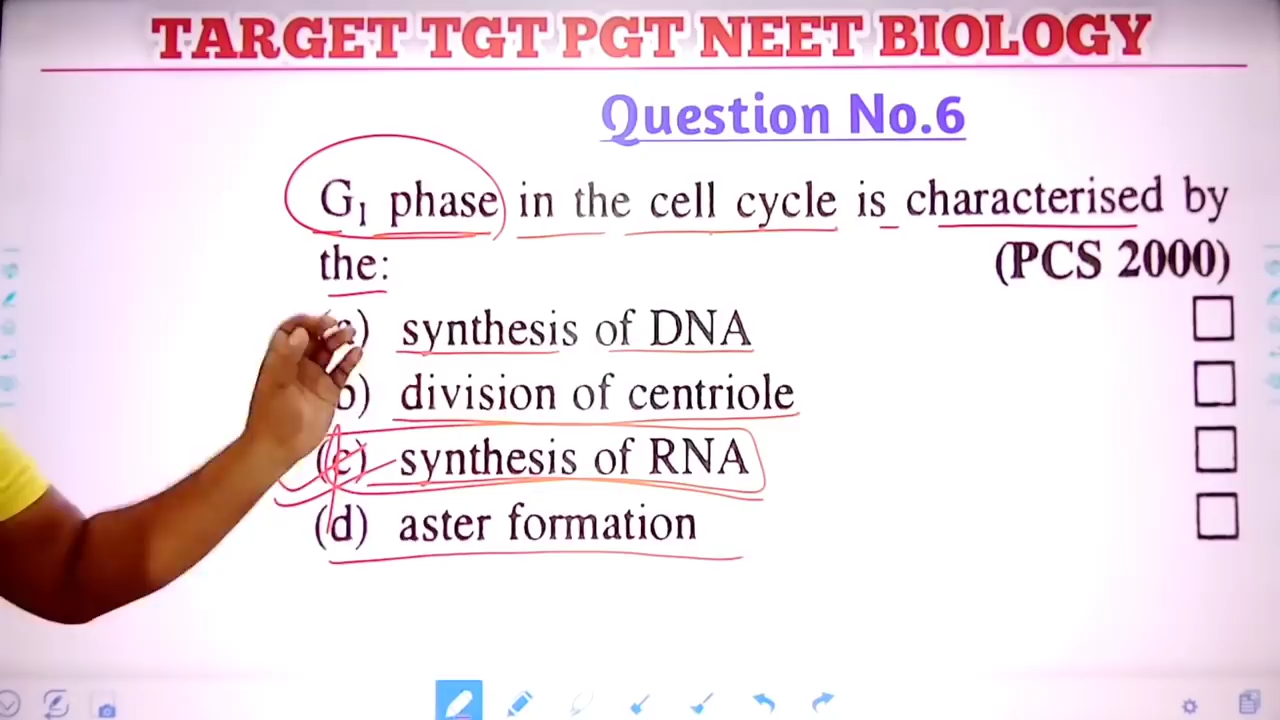 TARGET TGT PGT NEET BIOLOGY
Question No.6
G₁ phase in the cell cycle is characterised by
the: (PCS 2000)
(a) synthesis of DNA
b) division of centriole
(c) synthesis of RNA
(d) aster formation